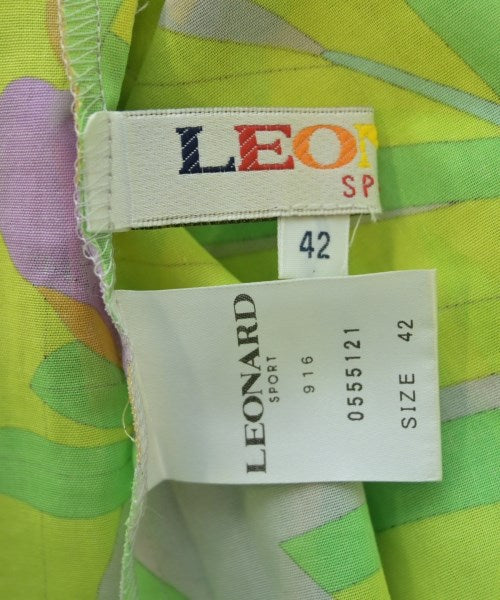 LEON
SP
42
LEONARD
SPORT
916
0555121
SIZE 42